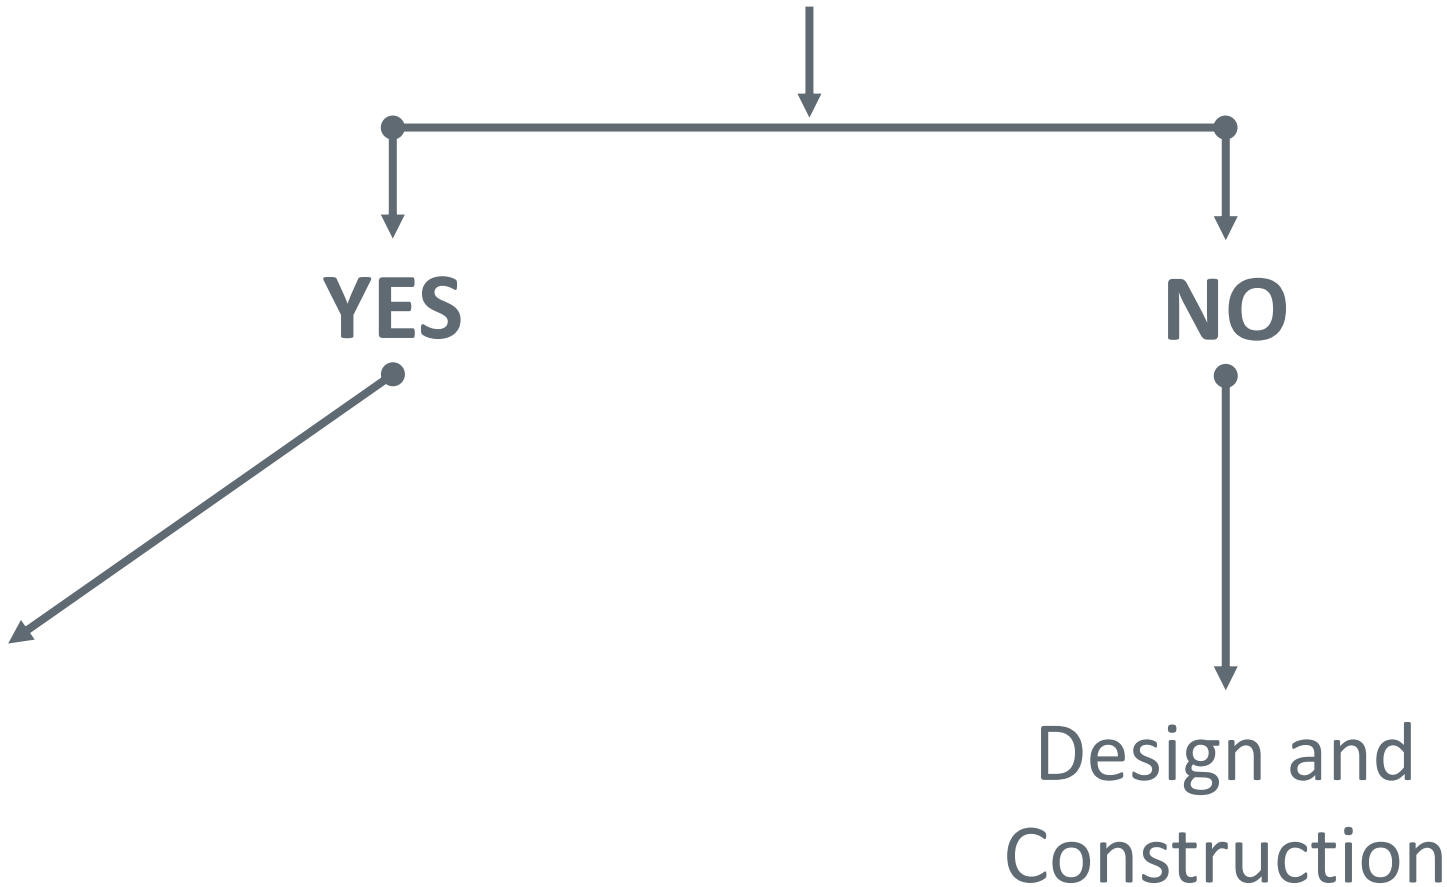 YES
NO
Design and
Construction